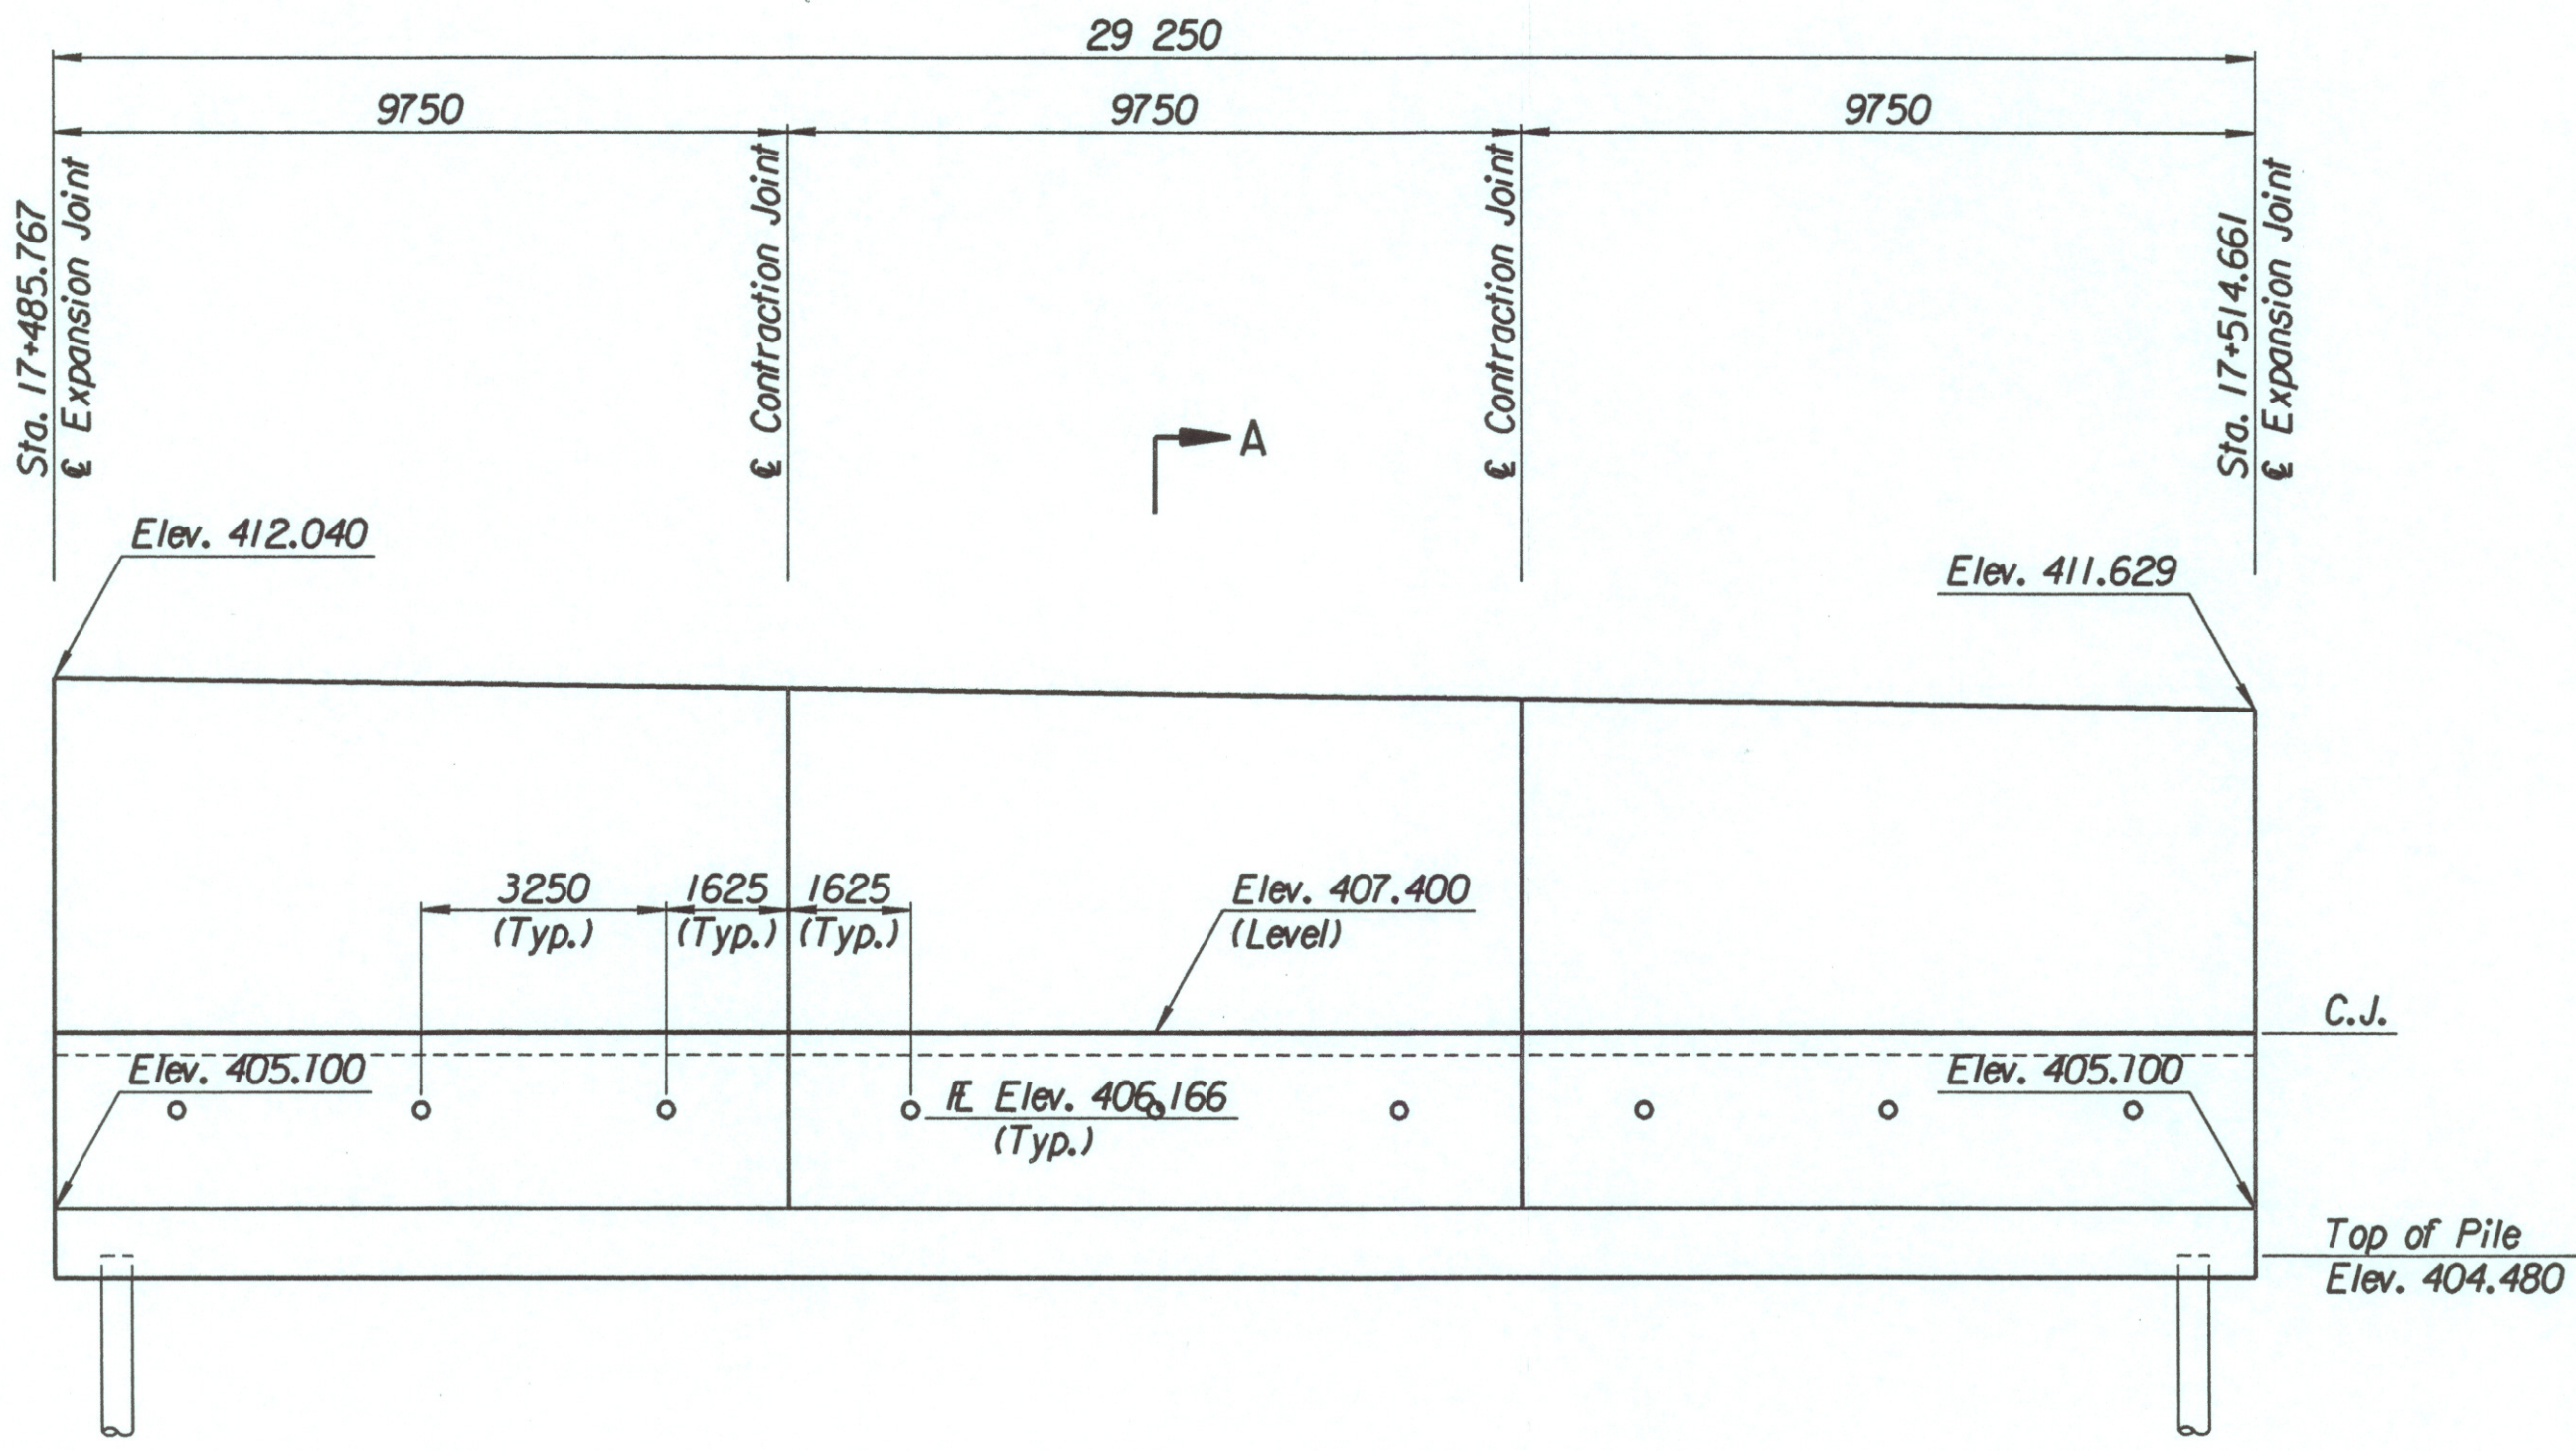 29 250
9750
9750
9750
Sta. 17+485.767
℄ Expansion Joint
℄ Contraction Joint
℄ Contraction Joint
Sta. 17+514.661
℄ Expansion Joint
A
Elev. 412.040
Elev. 411.629
3250
(Typ.)
1625
(Typ.)
1625
(Typ.)
Elev. 407.400
(Level)
C.J.
Elev. 405.100
Elev. 406.166
(Typ.)
Elev. 405.100
Top of Pile
Elev. 404.480